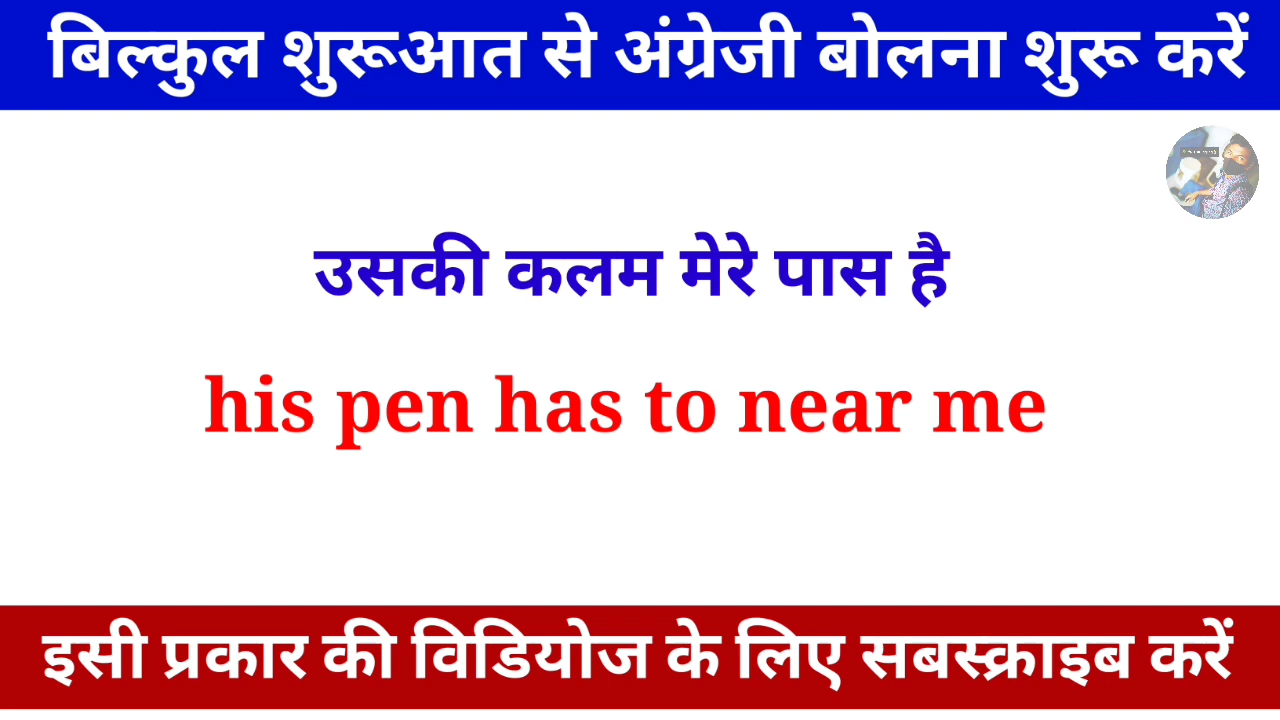 बिल्कुल शुरूआत से अंग्रेजी बोलना शुरू करें
उसकी कलम मेरे पास है
his pen has to near me
इसी प्रकार की विडियोज के लिए सबस्क्राइब करें